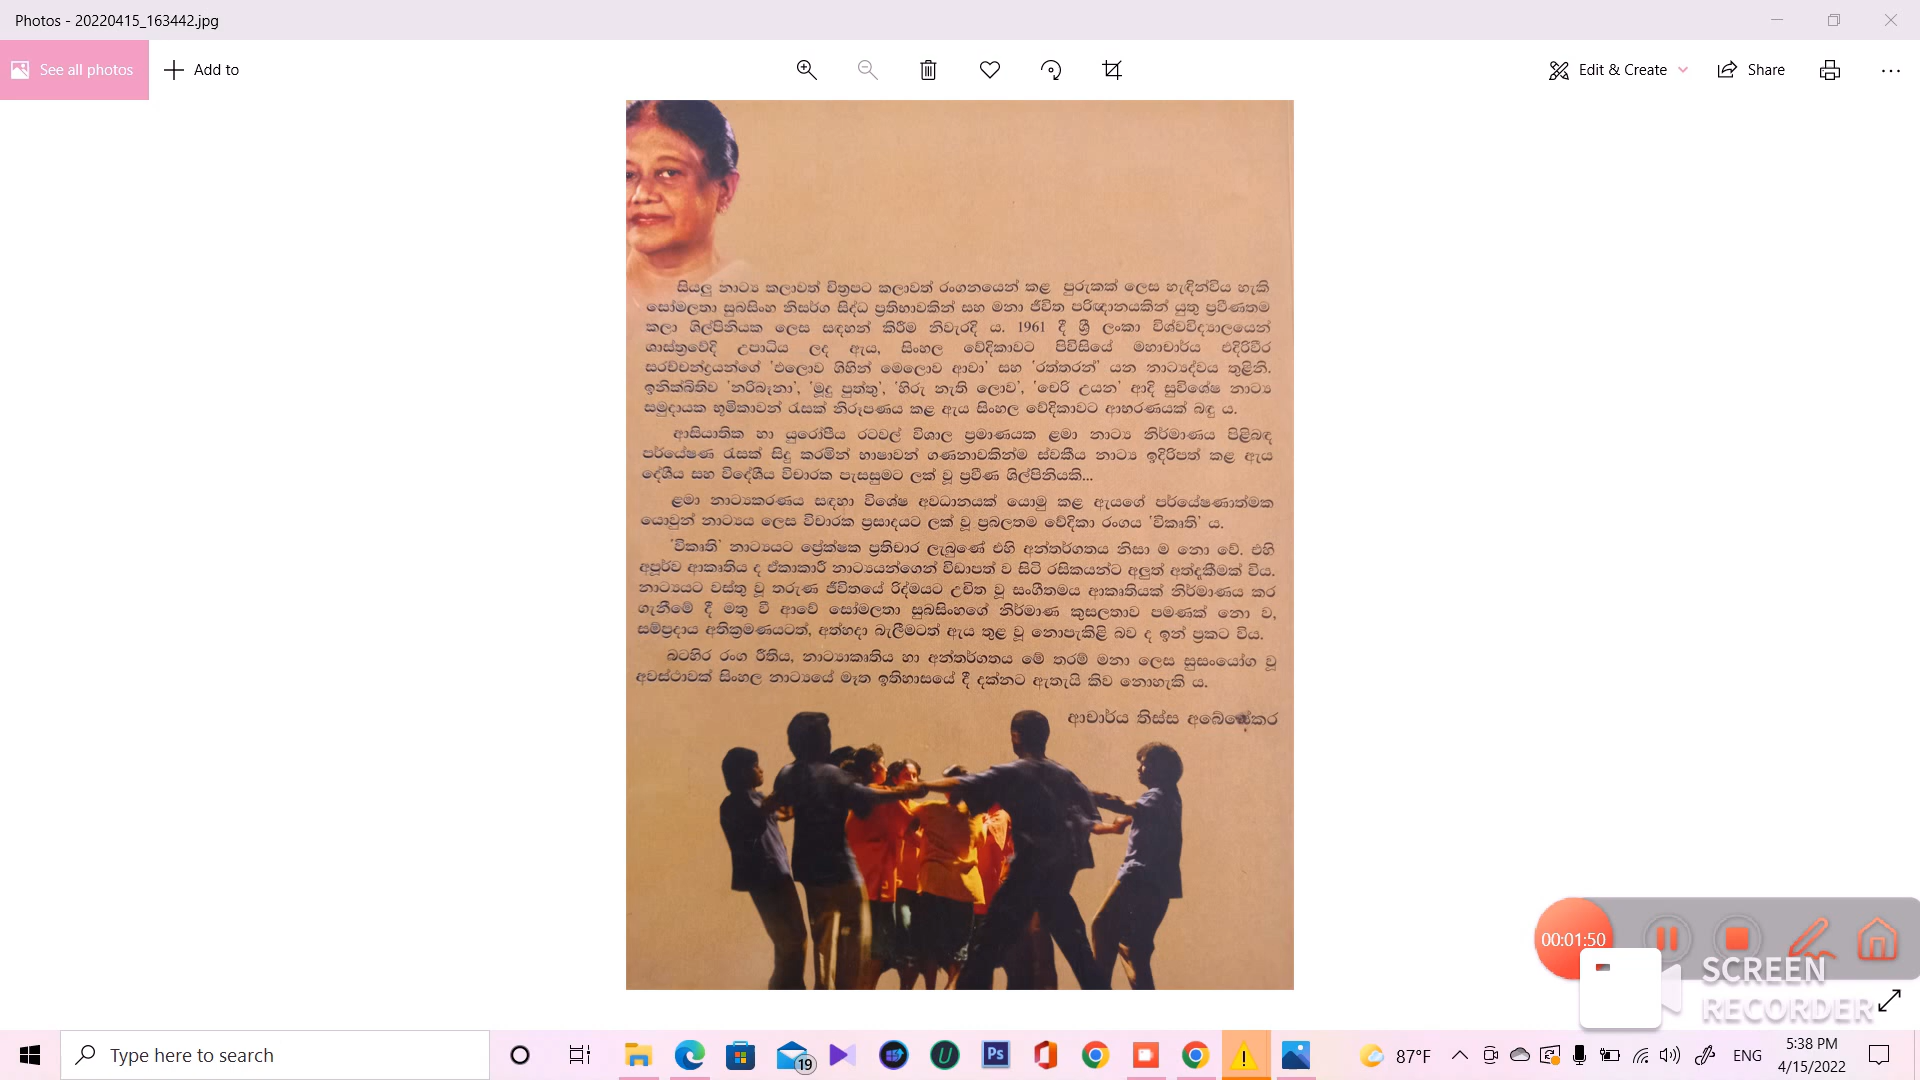 Photos - 20220415_163442.jpg
See all photos
Add to
Edit & Create
Share
සියලු නාට්‍ය කලාවත් චිත්‍රපට කලාවත් රංගනයෙන් කළ පුරුකක් ලෙස හැඳින්විය හැකි
සෝමලතා සුබසිංහ නිසර්ග සිද්ධ ප්‍රතිභාවකින් සහ මනා ජීවිත පරිඥානයකින් යුතු ප්‍රවීණතම
කලා ශිල්පිනියක ලෙස සඳහන් කිරීම නිවැරදි ය. 1961 දී ශ්‍රී ලංකා විශ්වවිද්‍යාලයෙන්
ශාස්ත්‍රවේදි උපාධිය ලද ඇය, සිංහල වේදිකාවට පිවිසියේ මහාචාර්ය එදිරිවීර
සරච්චන්ද්‍රයන්ගේ 'එලොව ගිහින් මෙලොව ආවා' සහ 'රත්තරන්' යන නාට්‍යද්වය තුළිනි.
ඉනික්බිතිව 'නරිබෑනා', 'මූදු පුත්තු', 'හිරු නැති ලොව', 'චෙරි උයන' ආදි සුවිශේෂ නාට්‍ය
සමුදායක භූමිකාවන් රැසක් නිරූපණය කළ ඇය සිංහල වේදිකාවට ආභරණයක් බඳු ය.
ආසියාතික හා යුරෝපීය රටවල් විශාල ප්‍රමාණයක ළමා නාට්‍ය නිර්මාණය පිළිබඳ
පර්යේෂණ රැසක් සිදු කරමින් භාෂාවන් ගණනාවකින්ම ස්වකීය නාට්‍ය ඉදිරිපත් කළ ඇය
දේශීය සහ විදේශීය විචාරක පැසසුමට ලක් වූ ප්‍රවීණ ශිල්පිනියකි...
ළමා නාට්‍යකරණය සඳහා විශේෂ අවධානයක් යොමු කළ ඇයගේ පර්යේෂණාත්මක
යොවුන් නාට්‍යය ලෙස විචාරක ප්‍රසාදයට ලක් වූ ප්‍රබලතම වේදිකා රංගය 'විකෘති' ය.
'විකෘති' නාට්‍යයට ප්‍රේක්ෂක ප්‍රතිචාර ලැබුණේ එහි අන්තර්ගතය නිසා ම නො වේ. එහි
අපූර්ව ආකෘතිය ද ඒකාකාරී නාට්‍යයන්ගෙන් විඩාපත් ව සිටි රසිකයන්ට අලුත් අත්දැකීමක් විය.
නාට්‍යයට වස්තු වූ තරුණ ජීවිතයේ රිද්මයට උචිත වූ සංගීතමය ආකෘතියක් නිර්මාණය කර
ගැනීමේ දී මතු වී ආවේ සෝමලතා සුබසිංහගේ නිර්මාණ කුසලතාව පමණක් නො ව,
සම්ප්‍රදාය අතික්‍රමණයටත්, අත්හදා බැලීමටත් ඇය තුළ වූ නොපැකිළි බව ද ඉන් ප්‍රකට විය.
බටහිර රංග රීතිය, නාට්‍යාකෘතිය හා අන්තර්ගතය මේ තරම් මනා ලෙස සුසංයෝග වූ
අවස්ථාවක් සිංහල නාට්‍යයේ මෑත ඉතිහාසයේ දී දක්නට ඇතැයි කිව නොහැකි ය.
ආචාර්ය තිස්ස අබේසේකර
00:01:50
SCREEN
RECORDER
Type here to search
19
87°F
ENG
5:38 PM
4/15/2022